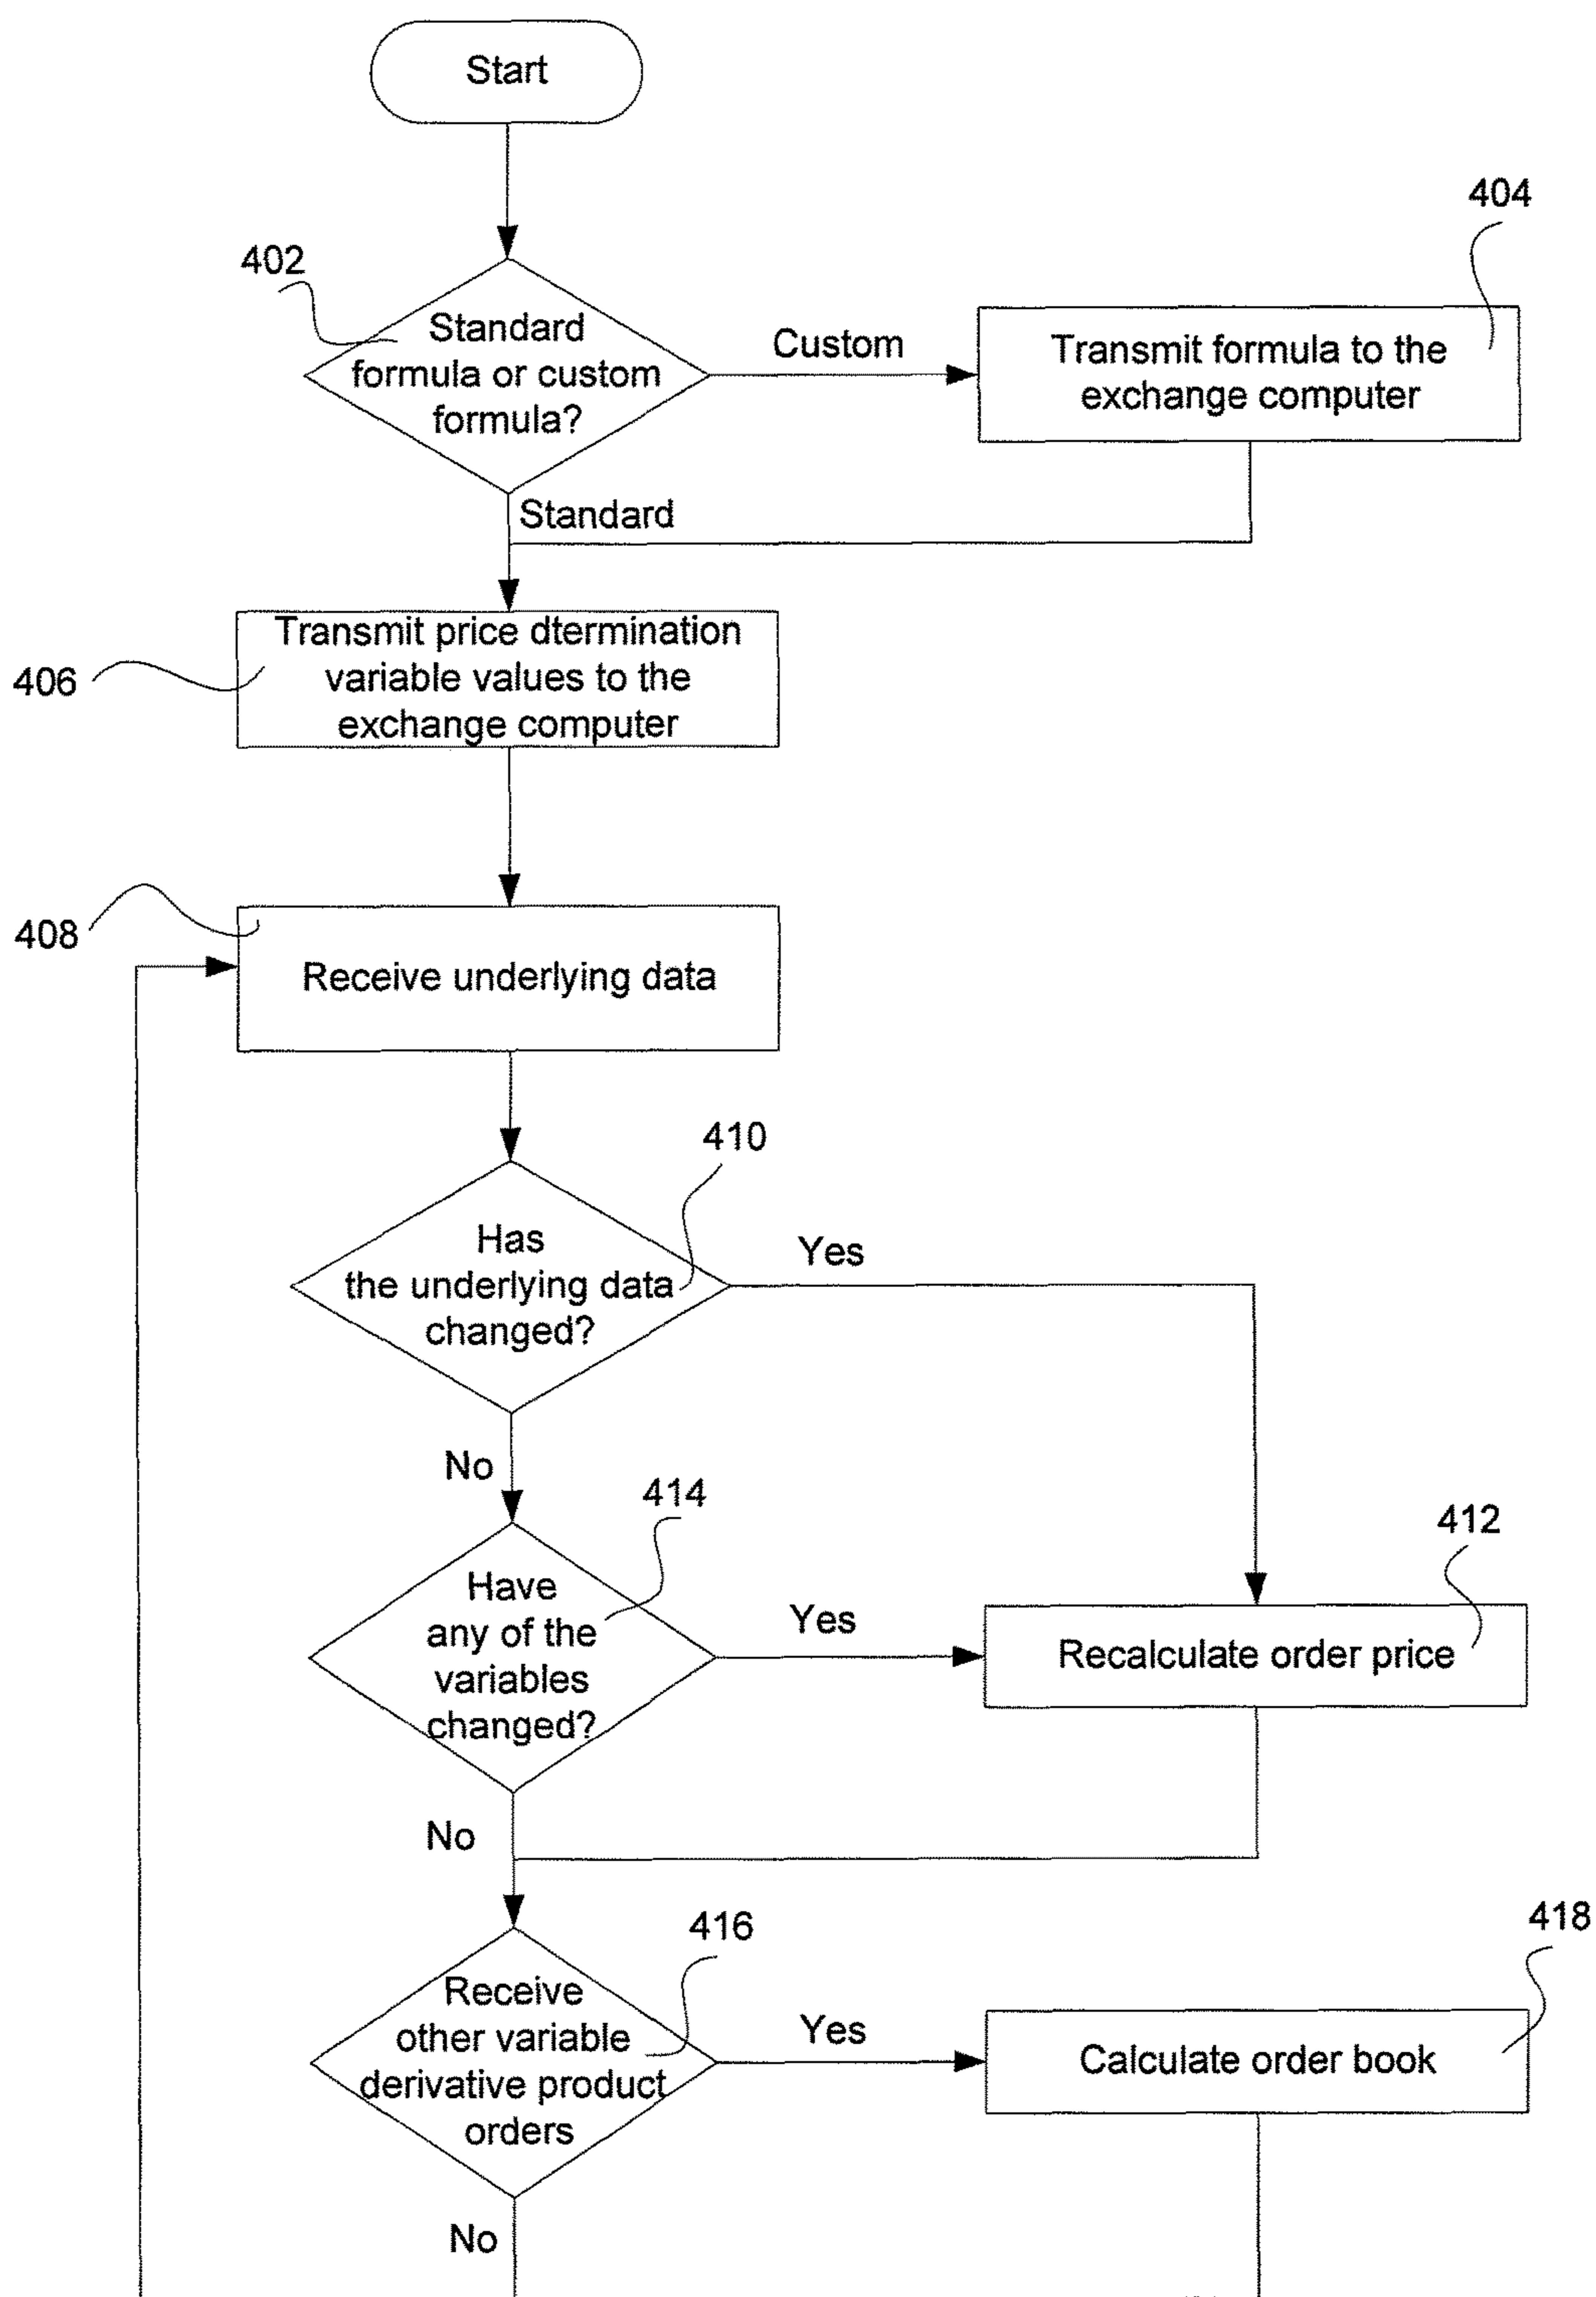 Start
404
402
Standard
formula or custom
formula?
Custom
Transmit formula to the
exchange computer
Standard
Transmit price dtermination
variable values to the
exchange computer
406
408
Receive underlying data
410
Has
the underlying data
changed?
Yes
No
414
412
Have
any of the
variables
changed?
Yes
Recalculate order price
No
416
418
Receive
other variable
derivative product
orders
Yes
Calculate order book
No